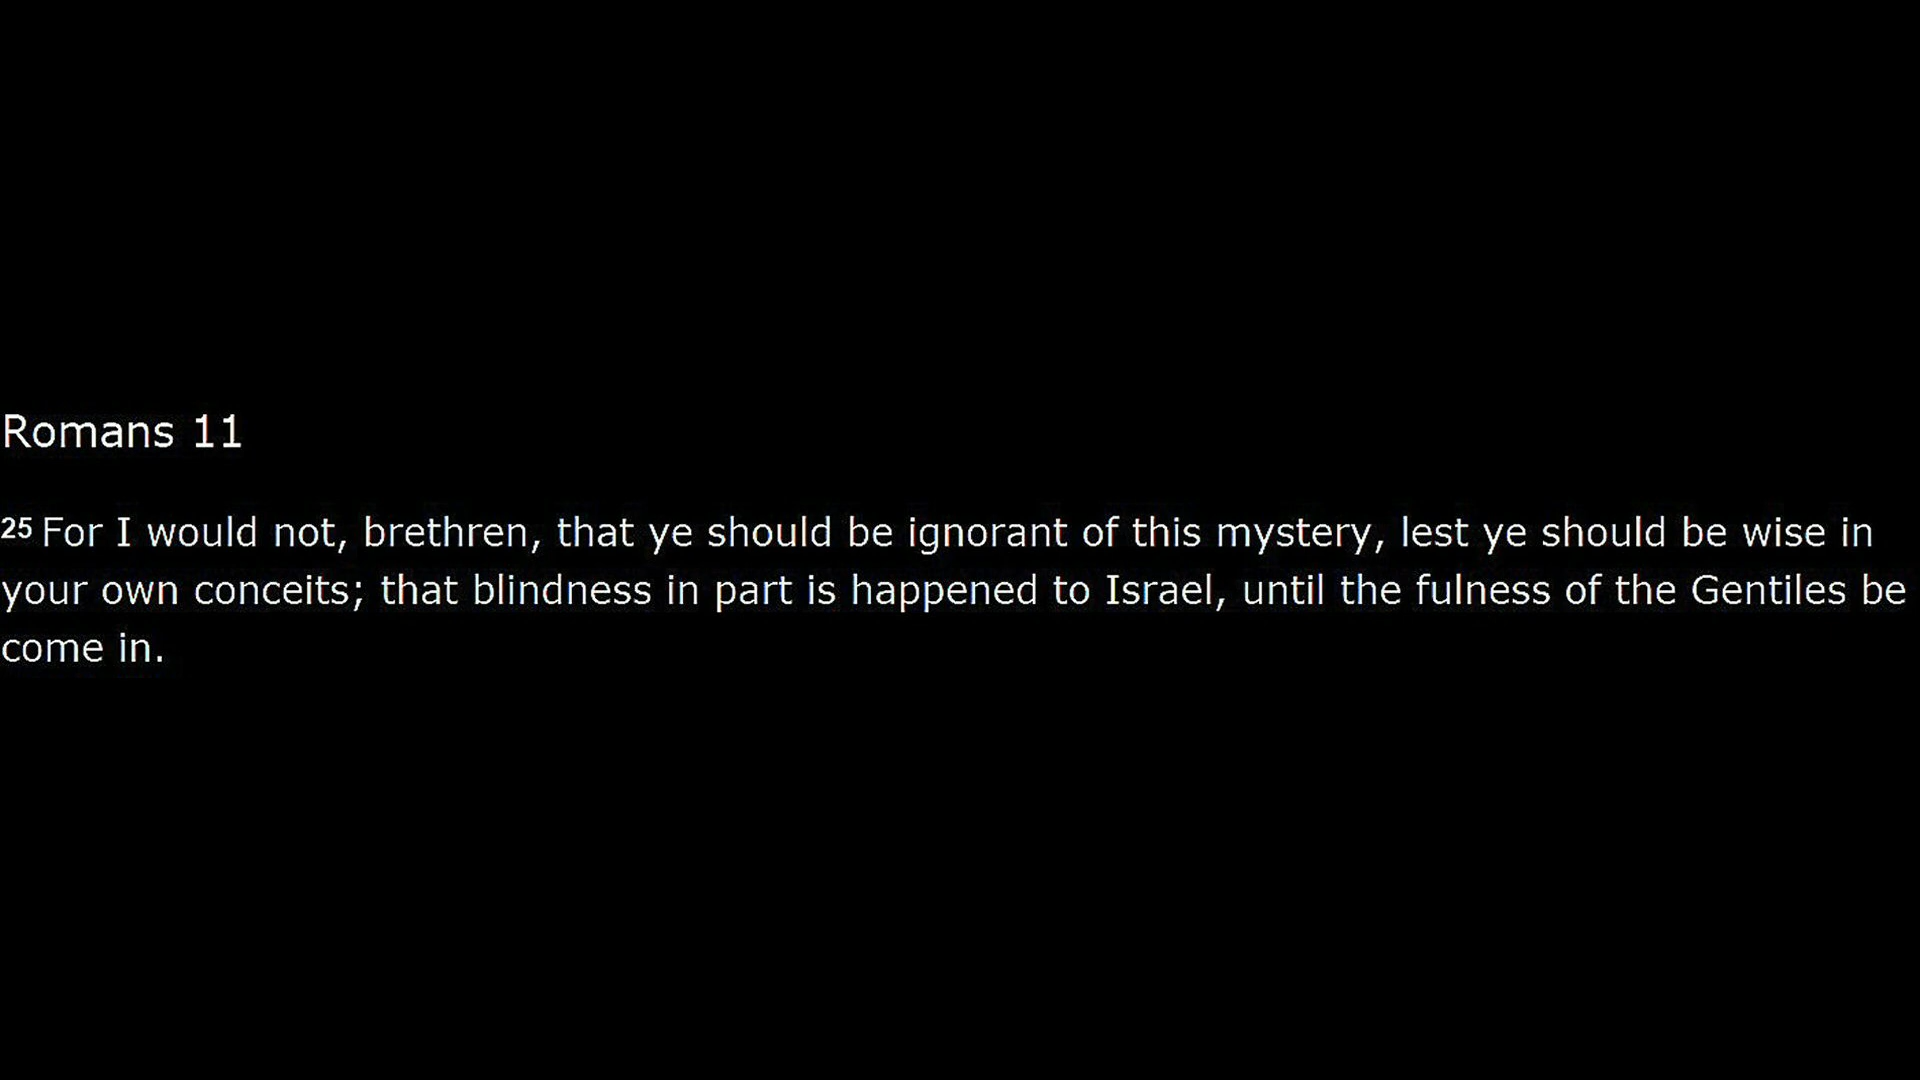 Romans 11
25 For I would not, brethren, that ye should be ignorant of this mystery, lest ye should be wise in
your own conceits; that blindness in part is happened to Israel, until the fulness of the Gentiles be
come in.